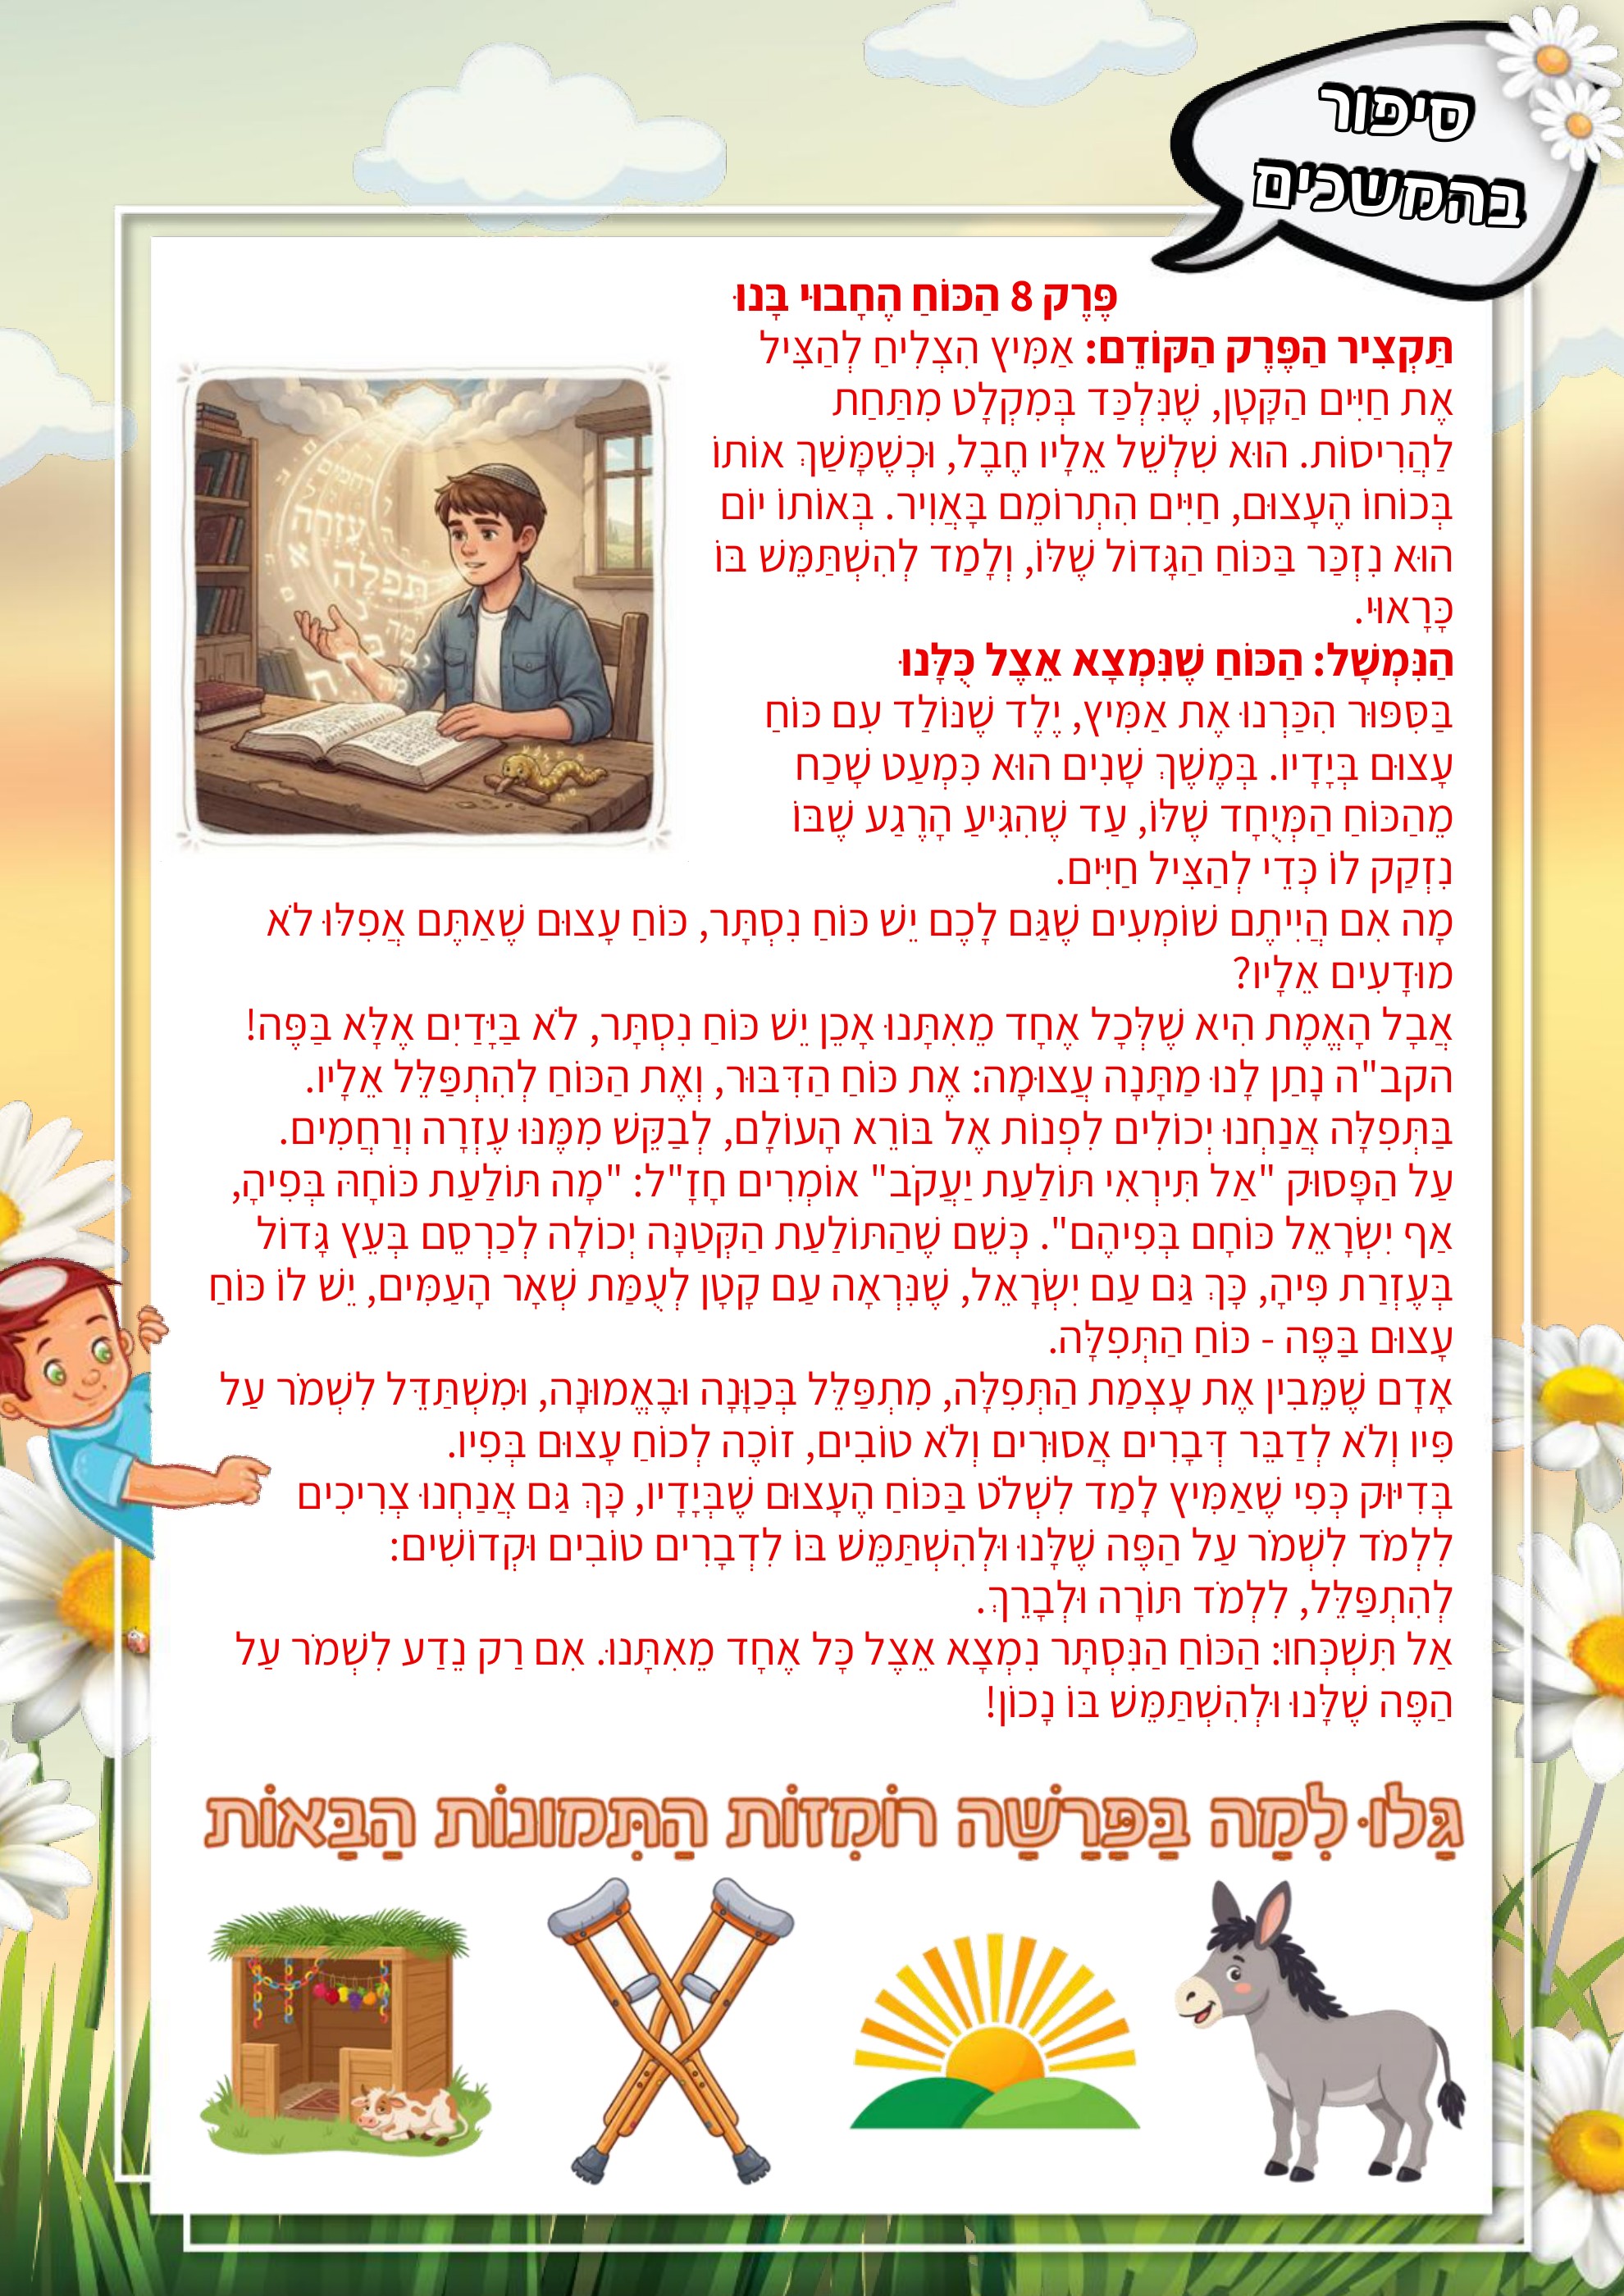 סיפור
בהמשכים
פֶּרֶק 8 הַכּוֹחַ הֶחָבוּי בָּנוּ
תַּקְצִיר הַפֶּרֶק הַקּוֹדֵם: אַמִּיץ הִצְלִיחַ לְהַצִּיל
אֶת חַיִּים הַקָּטָן, שֶׁנִּלְכַּד בְּמִקְלָט מִתַּחַת
לַהֲרִיסוֹת. הוּא שִׁלְשֵׁל אֵלָיו חֶבֶל, וּכְשֶׁמָּשַׁךְ אוֹתוֹ
בְּכוֹחוֹ הֶעָצוּם, חַיִּים הִתְרוֹמֵם בָּאֲוִיר. בְּאוֹתוֹ יוֹם
הוּא נִזְכַּר בַּכּוֹחַ הַגָּדוֹל שֶׁלּוֹ, וְלָמַד לְהִשְׁתַּמֵּשׁ בּוֹ
כָּרָאוּי.
הַנִּמְשָׁל: הַכּוֹחַ שֶׁנִּמְצָא אֵצֶל כֻּלָּנוּ
בַּסִּפּוּר הִכַּרְנוּ אֶת אַמִּיץ, יֶלֶד שֶׁנּוֹלַד עִם כּוֹחַ
עָצוּם בְּיָדָיו. בְּמֶשֶׁךְ שָׁנִים הוּא כִּמְעַט שָׁכַח
מֵהַכּוֹחַ הַמְּיֻחָד שֶׁלּוֹ, עַד שֶׁהִגִּיעַ הָרֶגַע שֶׁבּוֹ
נִזְקַק לוֹ כְּדֵי לְהַצִּיל חַיִּים.
מָה אִם הֲיִיתֶם שׁוֹמְעִים שֶׁגַּם לָכֶם יֵשׁ כּוֹחַ נִסְתָּר, כּוֹחַ עָצוּם שֶׁאַתֶּם אֲפִלּוּ לֹא
מוּדָעִים אֵלָיו?
אֲבָל הָאֱמֶת הִיא שֶׁלְּכָל אֶחָד מֵאִתָּנוּ אָכֵן יֵשׁ כּוֹחַ נִסְתָּר, לֹא בַּיָּדַיִם אֶלָּא בַּפֶּה!
הקב"ה נָתַן לָנוּ מַתָּנָה עֲצוּמָה: אֶת כּוֹחַ הַדִּבּוּר, וְאֶת הַכּוֹחַ לְהִתְפַּלֵּל אֵלָיו.
בַּתְּפִלָּה אֲנַחְנוּ יְכוֹלִים לִפְנוֹת אֶל בּוֹרֵא הָעוֹלָם, לְבַקֵּשׁ מִמֶּנּוּ עֶזְרָה וְרַחֲמִים.
עַל הַפָּסוּק "אַל תִּירְאִי תּוֹלַעַת יַעֲקֹב" אוֹמְרִים חֲזָ"ל: "מָה תּוֹלַעַת כּוֹחָהּ בְּפִיהָ,
אַף יִשְׂרָאֵל כּוֹחָם בְּפִיהֶם". כְּשֵׁם שֶׁהַתּוֹלַעַת הַקְּטַנָּה יְכוֹלָה לְכַרְסֵם בְּעֵץ גָּדוֹל
בְּעֶזְרַת פִּיהָ, כָּךְ גַּם עַם יִשְׂרָאֵל, שֶׁנִּרְאָה עַם קָטָן לְעֻמַּת שְׁאָר הָעַמִּים, יֵשׁ לוֹ כּוֹחַ
עָצוּם בַּפֶּה - כּוֹחַ הַתְּפִלָּה.
אָדָם שֶׁמֵּבִין אֶת עָצְמַת הַתְּפִלָּה, מִתְפַּלֵּל בְּכַוָּנָה וּבֶאֱמוּנָה, וּמִשְׁתַּדֵּל לִשְׁמֹר עַל
פִּיו וְלֹא לְדַבֵּר דְּבָרִים אֲסוּרִים וְלֹא טוֹבִים, זוֹכֶה לְכוֹחַ עָצוּם בְּפִיו.
בְּדִיּוּק כְּפִי שֶׁאַמִּיץ לָמַד לִשְׁלֹט בַּכּוֹחַ הֶעָצוּם שֶׁבְּיָדָיו, כָּךְ גַּם אֲנַחְנוּ צְרִיכִים
לִלְמֹד לִשְׁמֹר עַל הַפֶּה שֶׁלָּנוּ וּלְהִשְׁתַּמֵּשׁ בּוֹ לִדְבָרִים טוֹבִים וּקְדוֹשִׁים:
לְהִתְפַּלֵּל, לִלְמֹד תּוֹרָה וּלְבָרֵךְ.
אַל תִּשְׁכְּחוּ: הַכּוֹחַ הַנִּסְתָּר נִמְצָא אֵצֶל כָּל אֶחָד מֵאִתָּנוּ. אִם רַק נֵדַע לִשְׁמֹר עַל
הַפֶּה שֶׁלָּנוּ וּלְהִשְׁתַּמֵּשׁ בּוֹ נָכוֹן!
רחמים
עזרה
תפלה
גַּלּוּ לְמָה בַּפָּרָשָׁה רוֹמְזוֹת הַתְּמוּנוֹת הַבָּאוֹת